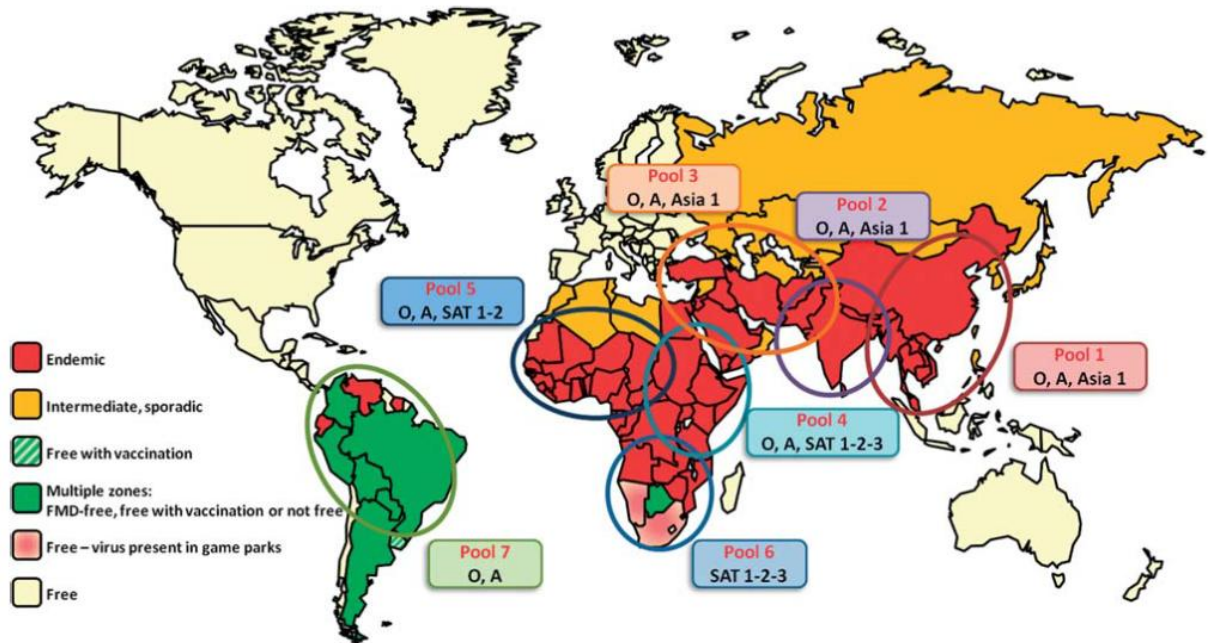 Pool 3
O, A, Asia 1
Pool 2
O, A, Asia 1
Pool 5
O, A, SAT 1-2
Pool 1
O, A, Asia 1
Pool 4
O, A, SAT 1-2-3
Pool 7
O, A
Pool 6
SAT 1-2-3
Endemic
Intermediate, sporadic
Free with vaccination
Multiple zones:
FMD-free, free with vaccination or not free
Free – virus present in game parks
Free